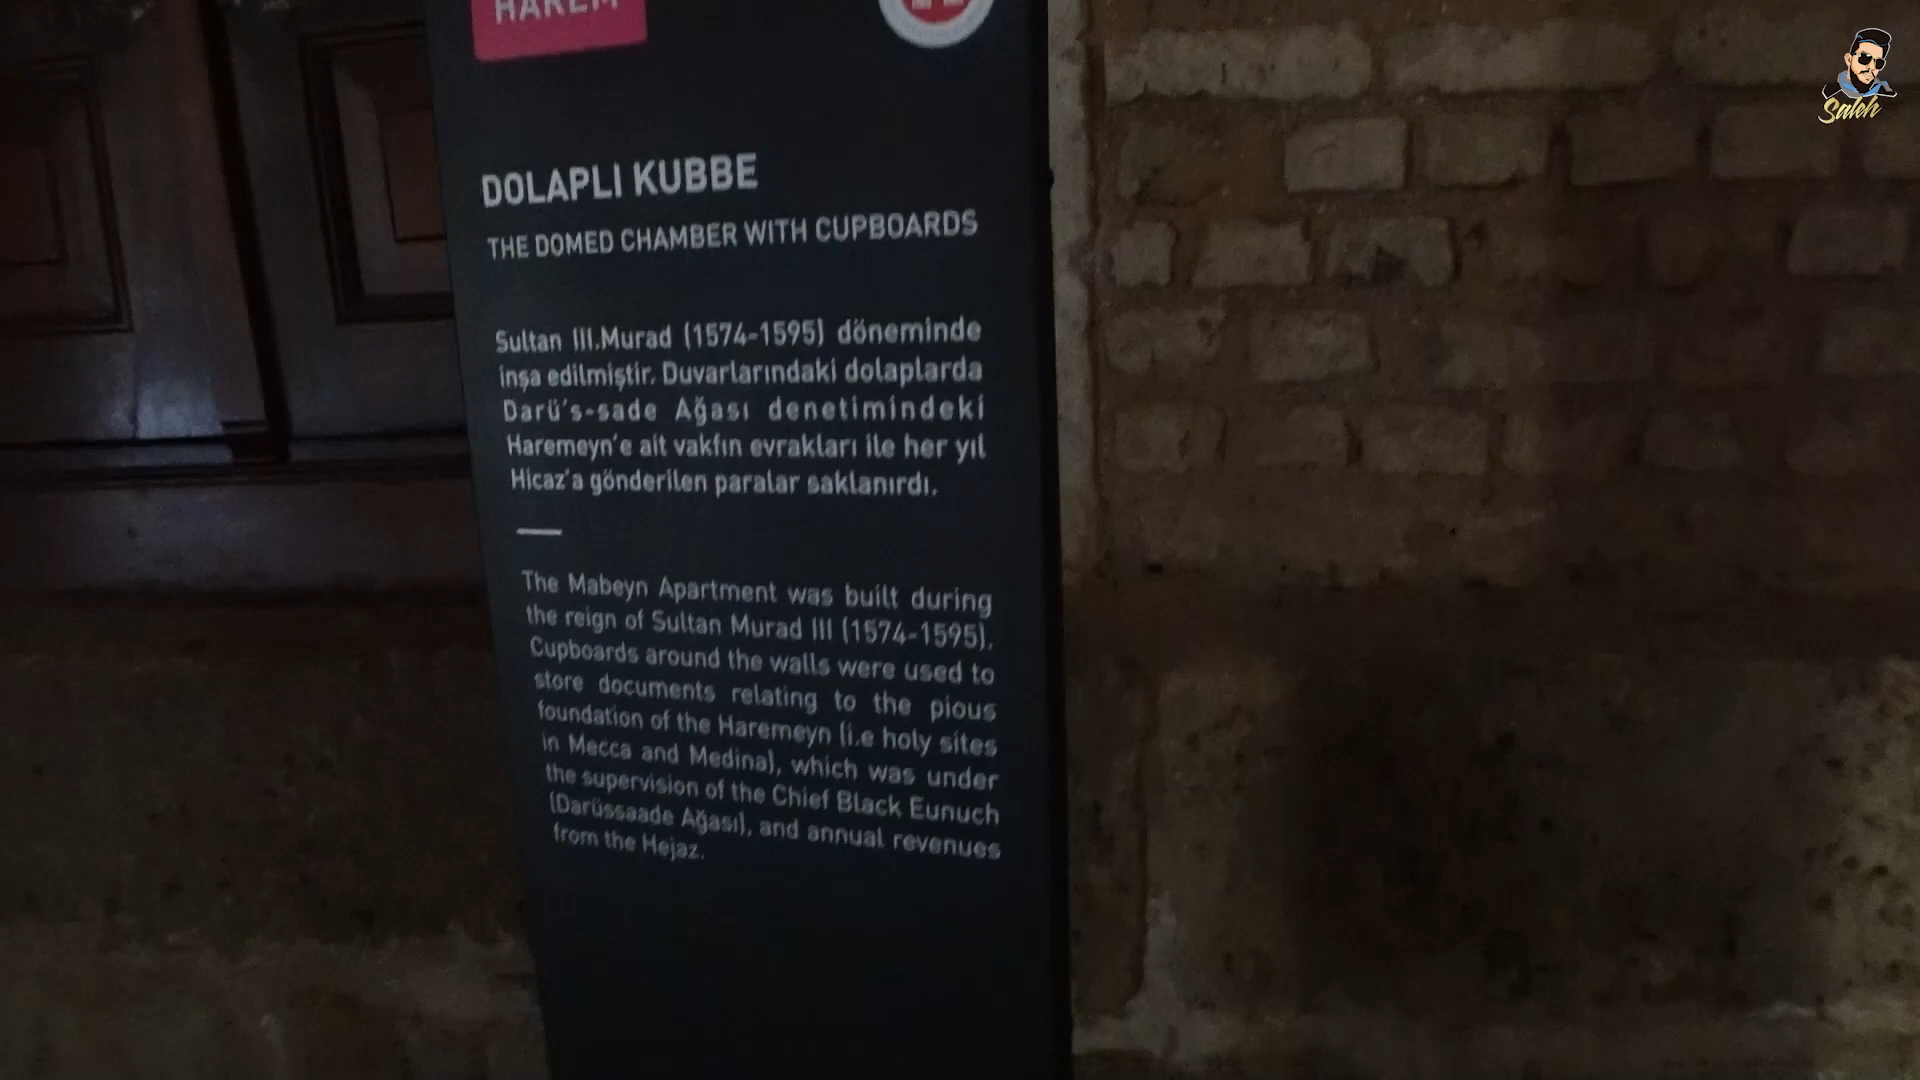 HAREM
Saleh
DOLAPLI KUBBE
THE DOMED CHAMBER WITH CUPBOARDS
Sultan III.Murad (1574-1595) döneminde
inşa edilmiştir. Duvarlarındaki dolaplarda
Darü's-sade Ağası denetimindeki
Haremeyn'e ait vakfın evrakları ile her yıl
Hicaz'a gönderilen paralar saklanırdı.
The Mabeyn Apartment was built during
the reign of Sultan Murad III (1574-1595).
Cupboards around the walls were used to
store documents relating to the pious
foundation of the Haremeyn (i.e holy sites
in Mecca and Medina), which was under
the supervision of the Chief Black Eunuch
(Darüssaade Ağası), and annual revenues
from the Hejaz.